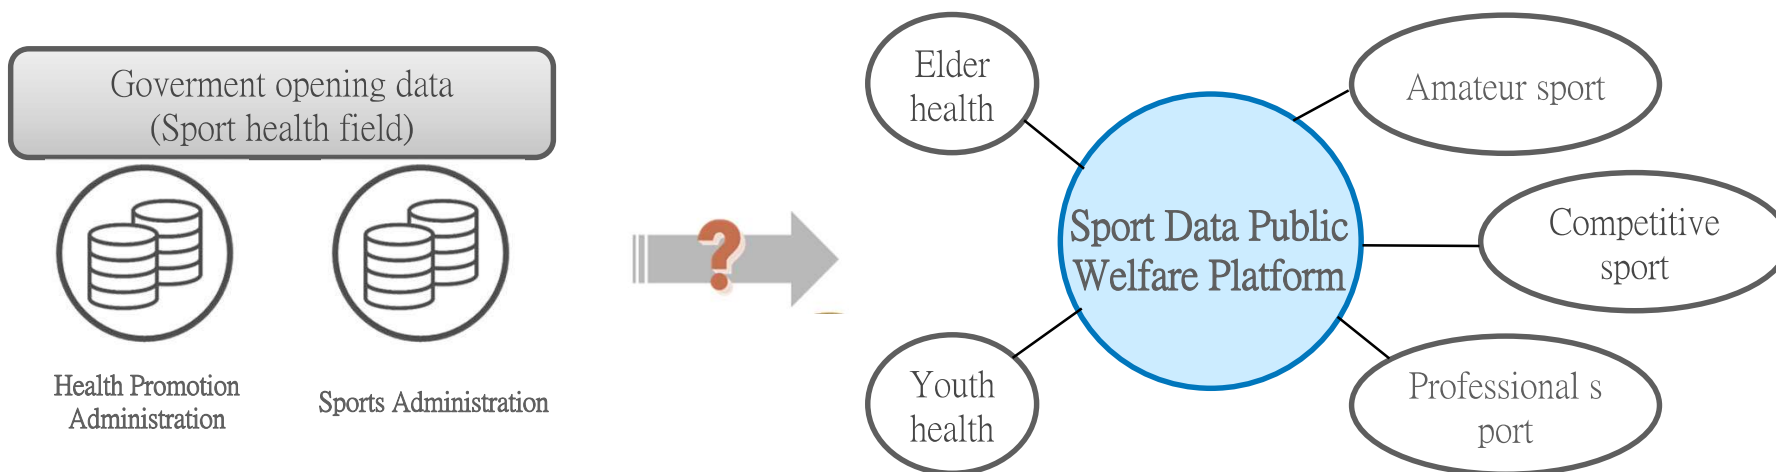 Goverment opening data
(Sport health field)
Health Promotion
Administration
Sports Administration
?
Elder
health
Youth
health
Sport Data Public
Welfare Platform
Amateur sport
Competitive
sport
Professional s
port